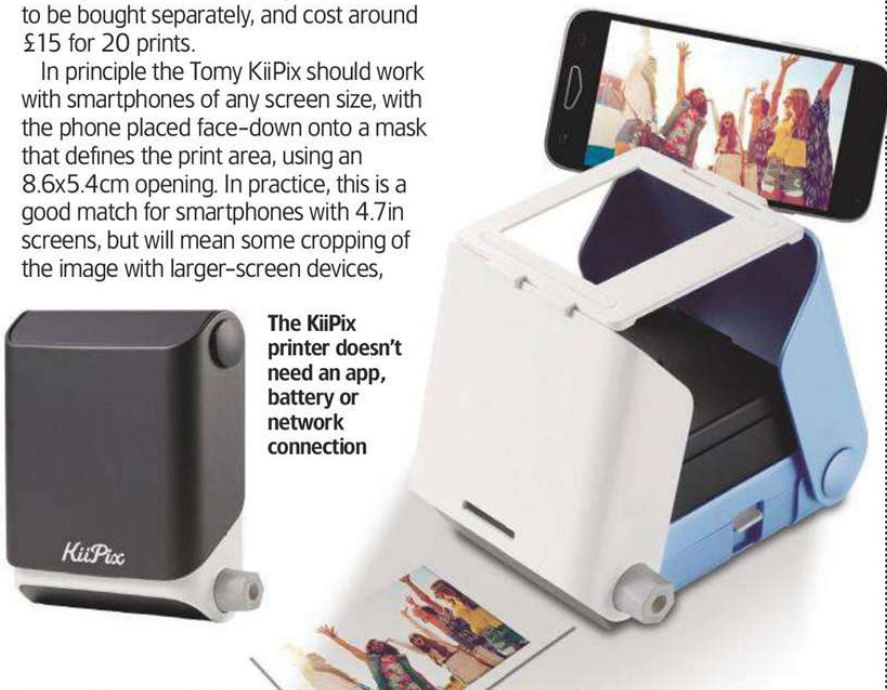 to be bought separately, and cost around
£15 for 20 prints.
In principle the Tomy KiiPix should work
with smartphones of any screen size, with
the phone placed face-down onto a mask
that defines the print area, using an
8.6x5.4cm opening. In practice, this is a
good match for smartphones with 4.7in
screens, but will mean some cropping of
the image with larger-screen devices,
The KiiPix
printer doesn't
need an app,
battery or
network
connection
KiiPix